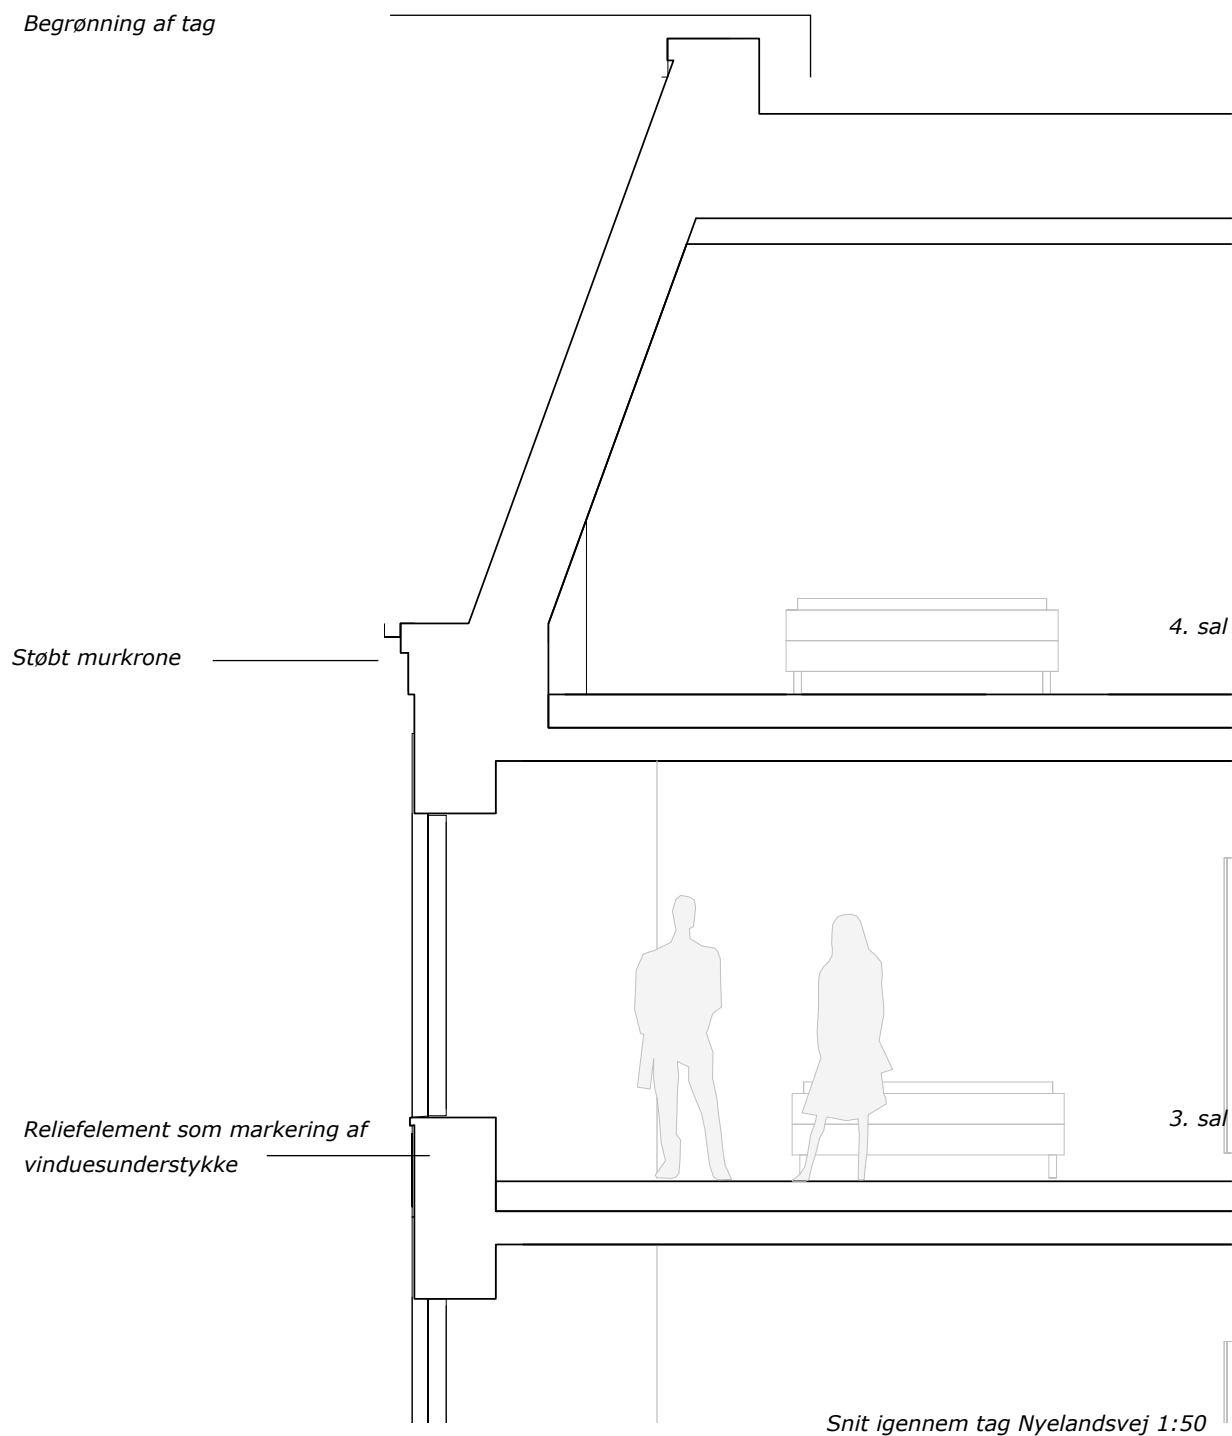 Begrønning af tag
4. sal
Støbt murkrone
3. sal
Reliefelement som markering af
vinduesunderstykke
Snit igennem tag Nyelandsvej 1:50